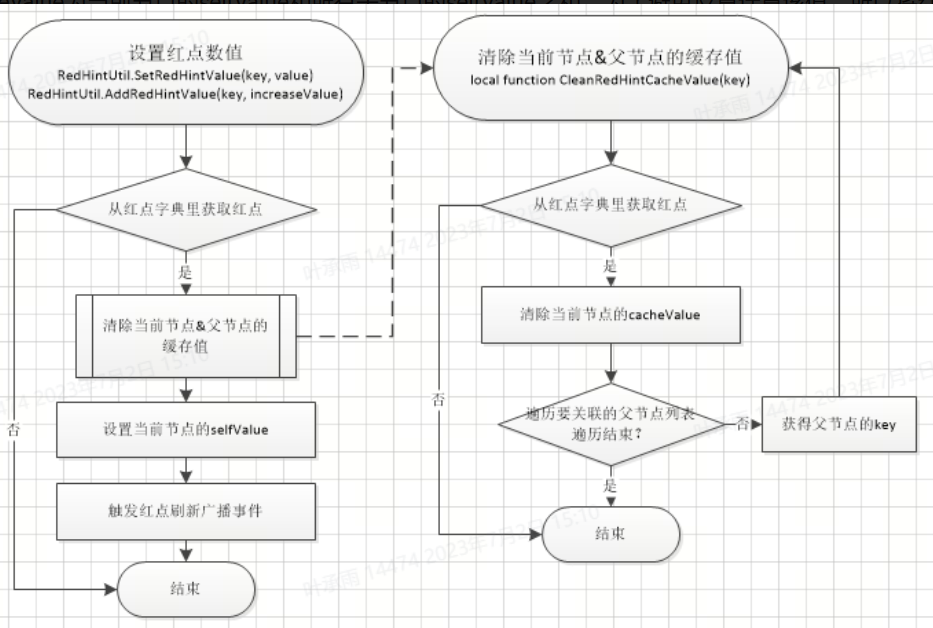 设置红点数值
RedHintUtil.SetRedHintValue(key, value)
RedHintUtil.AddRedHintValue(key, increaseValue)
从红点字典里获取红点
是
清除当前节点&父节点的
缓存值
否
设置当前节点的selfValue
触发红点刷新广播事件
结束
清除当前节点&父节点的缓存值
local function CleanRedHintCacheValue(key)
从红点字典里获取红点
是
清除当前节点的cacheValue
否
遍历要关联的父节点列表
遍历结束？
否
获得父节点的key
是
结束
叶承雨 14474 2023年7月2日 15:10